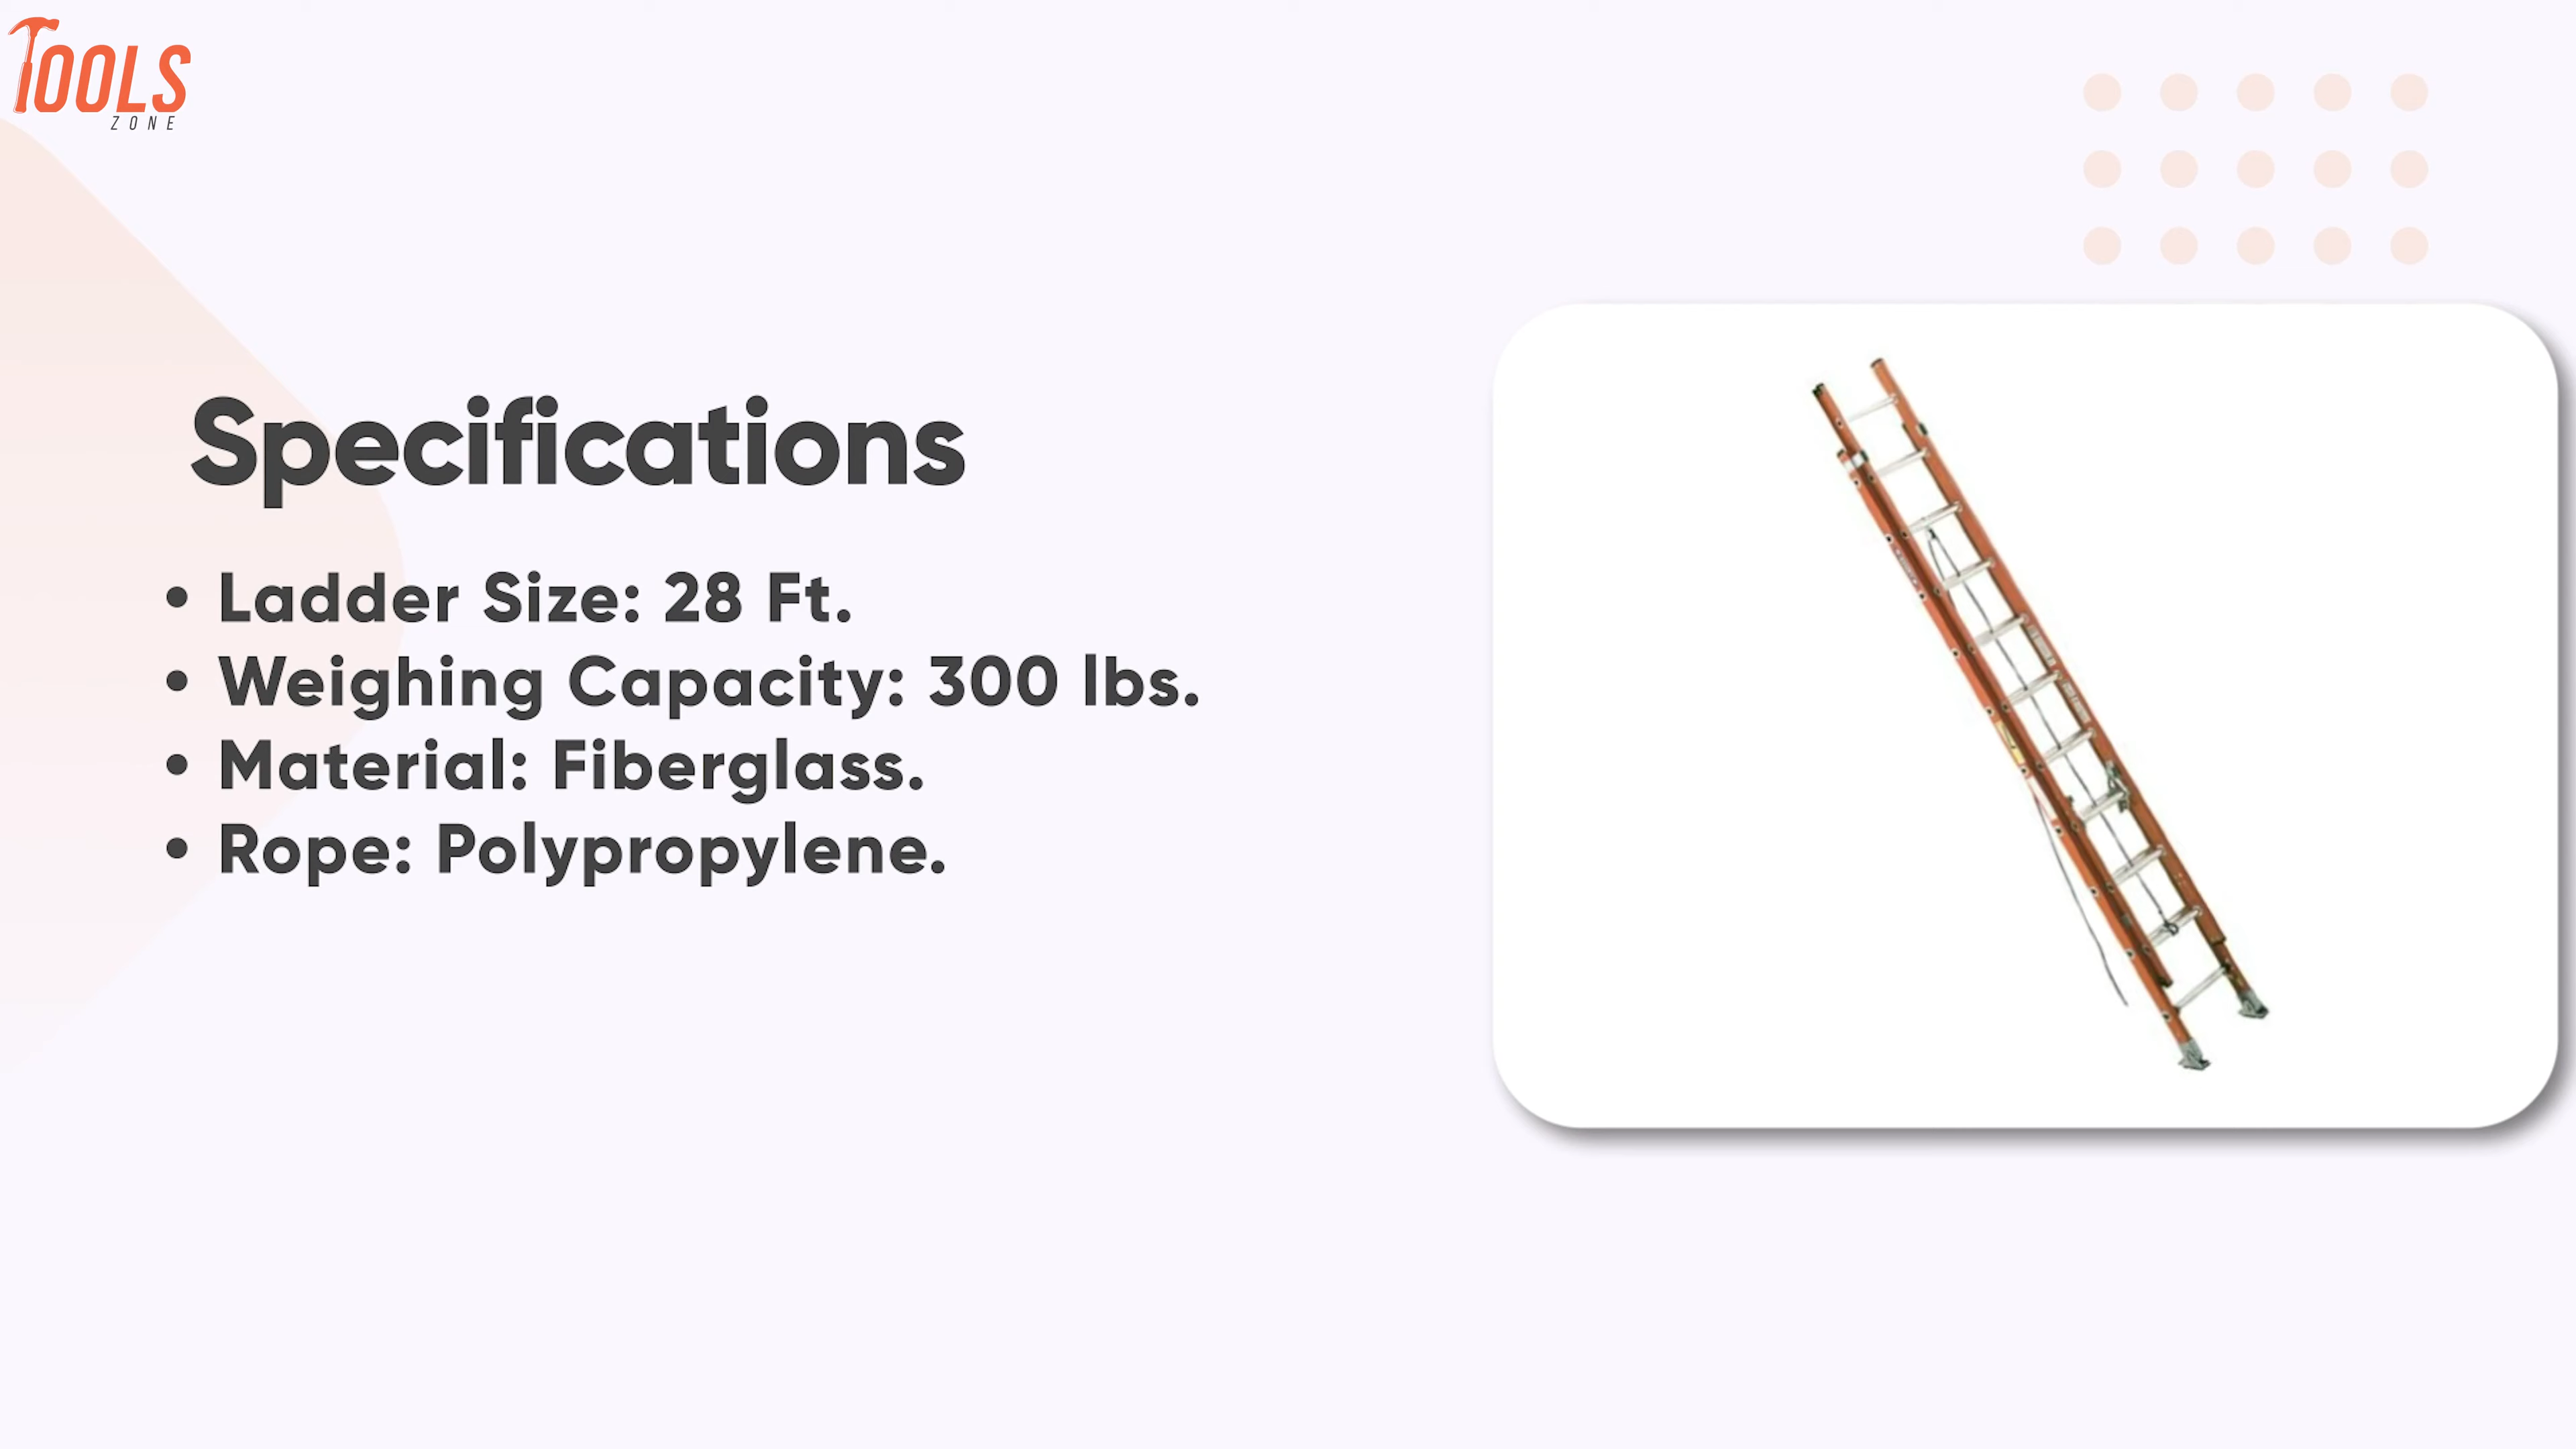 TOOLS
ZONE
Specifications
• Ladder Size: 28 Ft.
• Weighing Capacity: 300 lbs.
• Material: Fiberglass.
• Rope: Polypropylene.